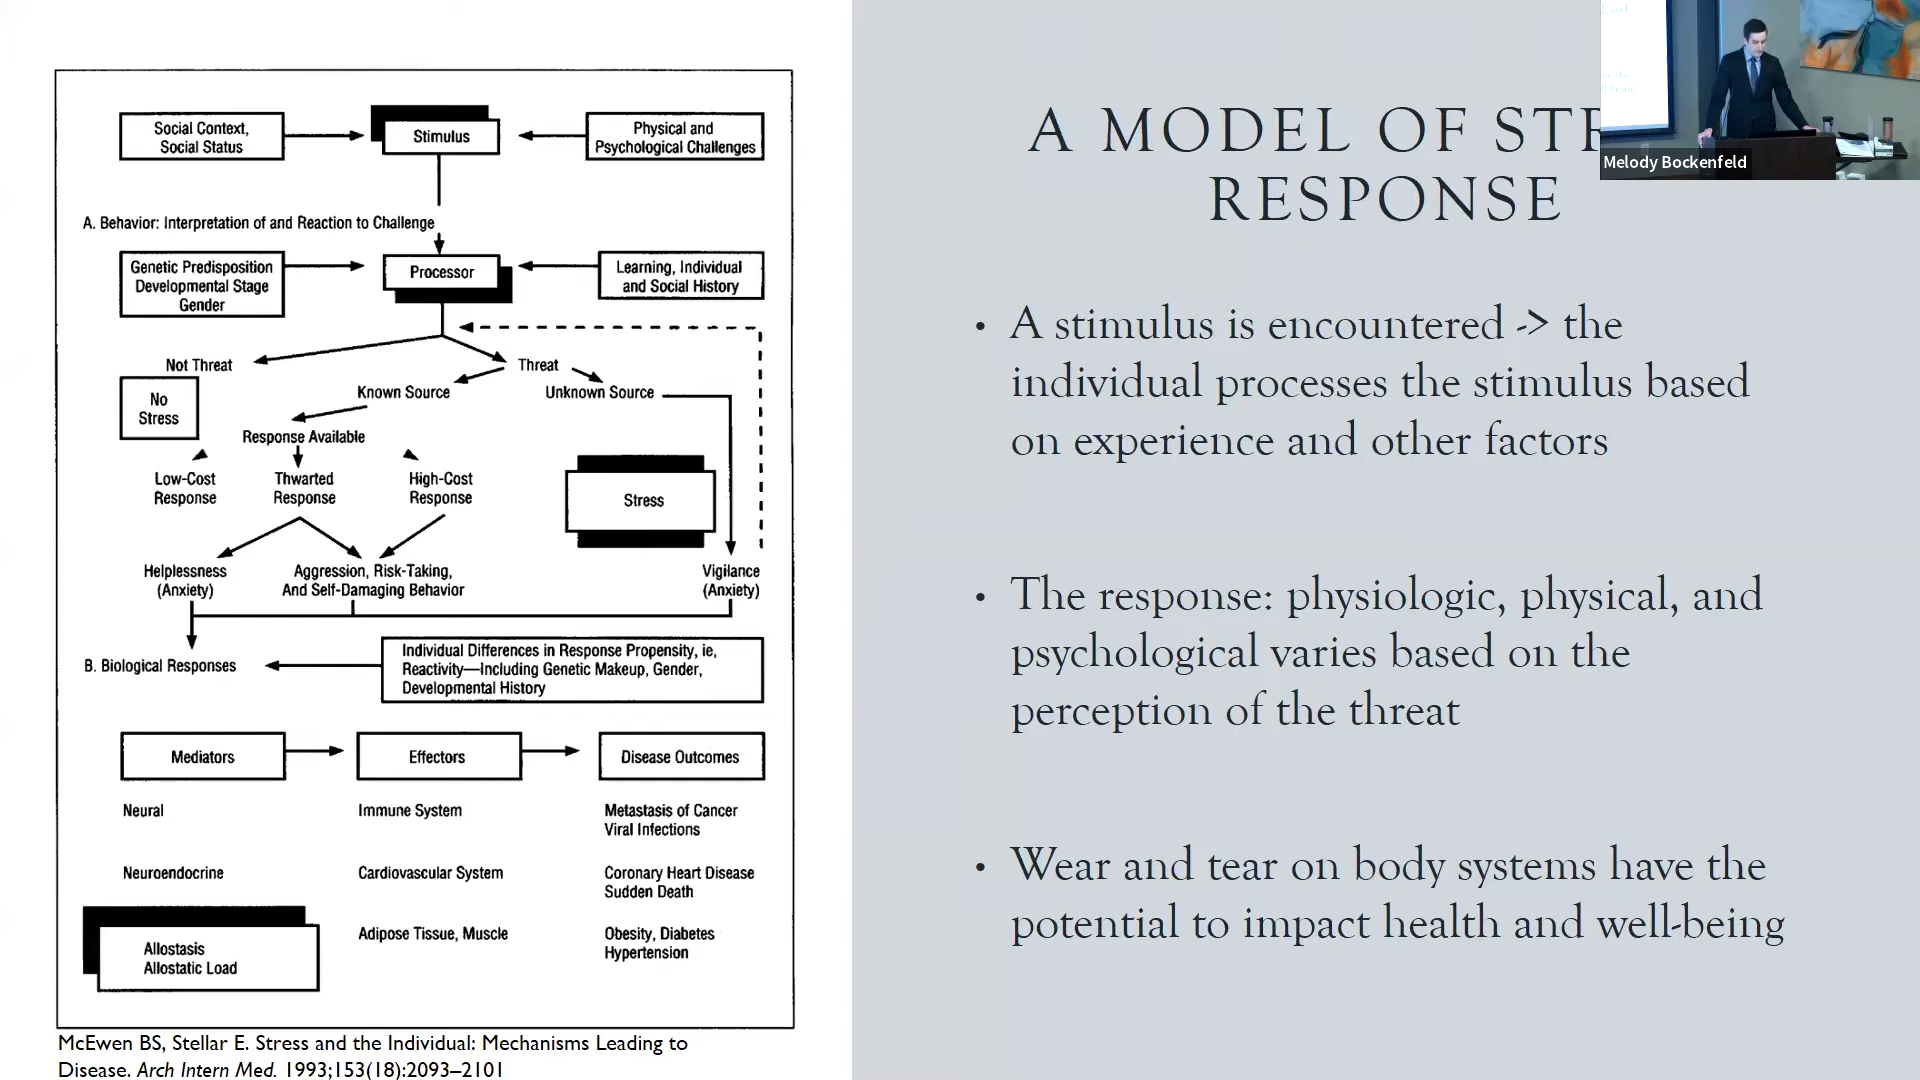 Social Context,
Social Status
Stimulus
Physical and
Psychological Challenges
A. Behavior: Interpretation of and Reaction to Challenge
Genetic Predisposition
Developmental Stage
Gender
Processor
Learning, Individual
and Social History
Not Threat
Threat
No
Stress
Known Source
Unknown Source
Response Available
Low-Cost
Response
Thwarted
Response
High-Cost
Response
Stress
Helplessness
(Anxiety)
Aggression, Risk-Taking,
And Self-Damaging Behavior
Vigilance
(Anxiety)
B. Biological Responses
Individual Differences in Response Propensity, ie,
Reactivity—Including Genetic Makeup, Gender,
Developmental History
Mediators
Effectors
Disease Outcomes
Neural
Immune System
Metastasis of Cancer
Viral Infections
Neuroendocrine
Cardiovascular System
Coronary Heart Disease
Sudden Death
Allostasis
Allostatic Load
Adipose Tissue, Muscle
Obesity, Diabetes
Hypertension
McEwen BS, Stellar E. Stress and the Individual: Mechanisms Leading to
Disease. Arch Intern Med. 1993;153(18):2093–2101
A MODEL OF STR
RESPONSE
• A stimulus is encountered -> the
individual processes the stimulus based
on experience and other factors
• The response: physiologic, physical, and
psychological varies based on the
perception of the threat
• Wear and tear on body systems have the
potential to impact health and well-being
Melody Bockenfeld